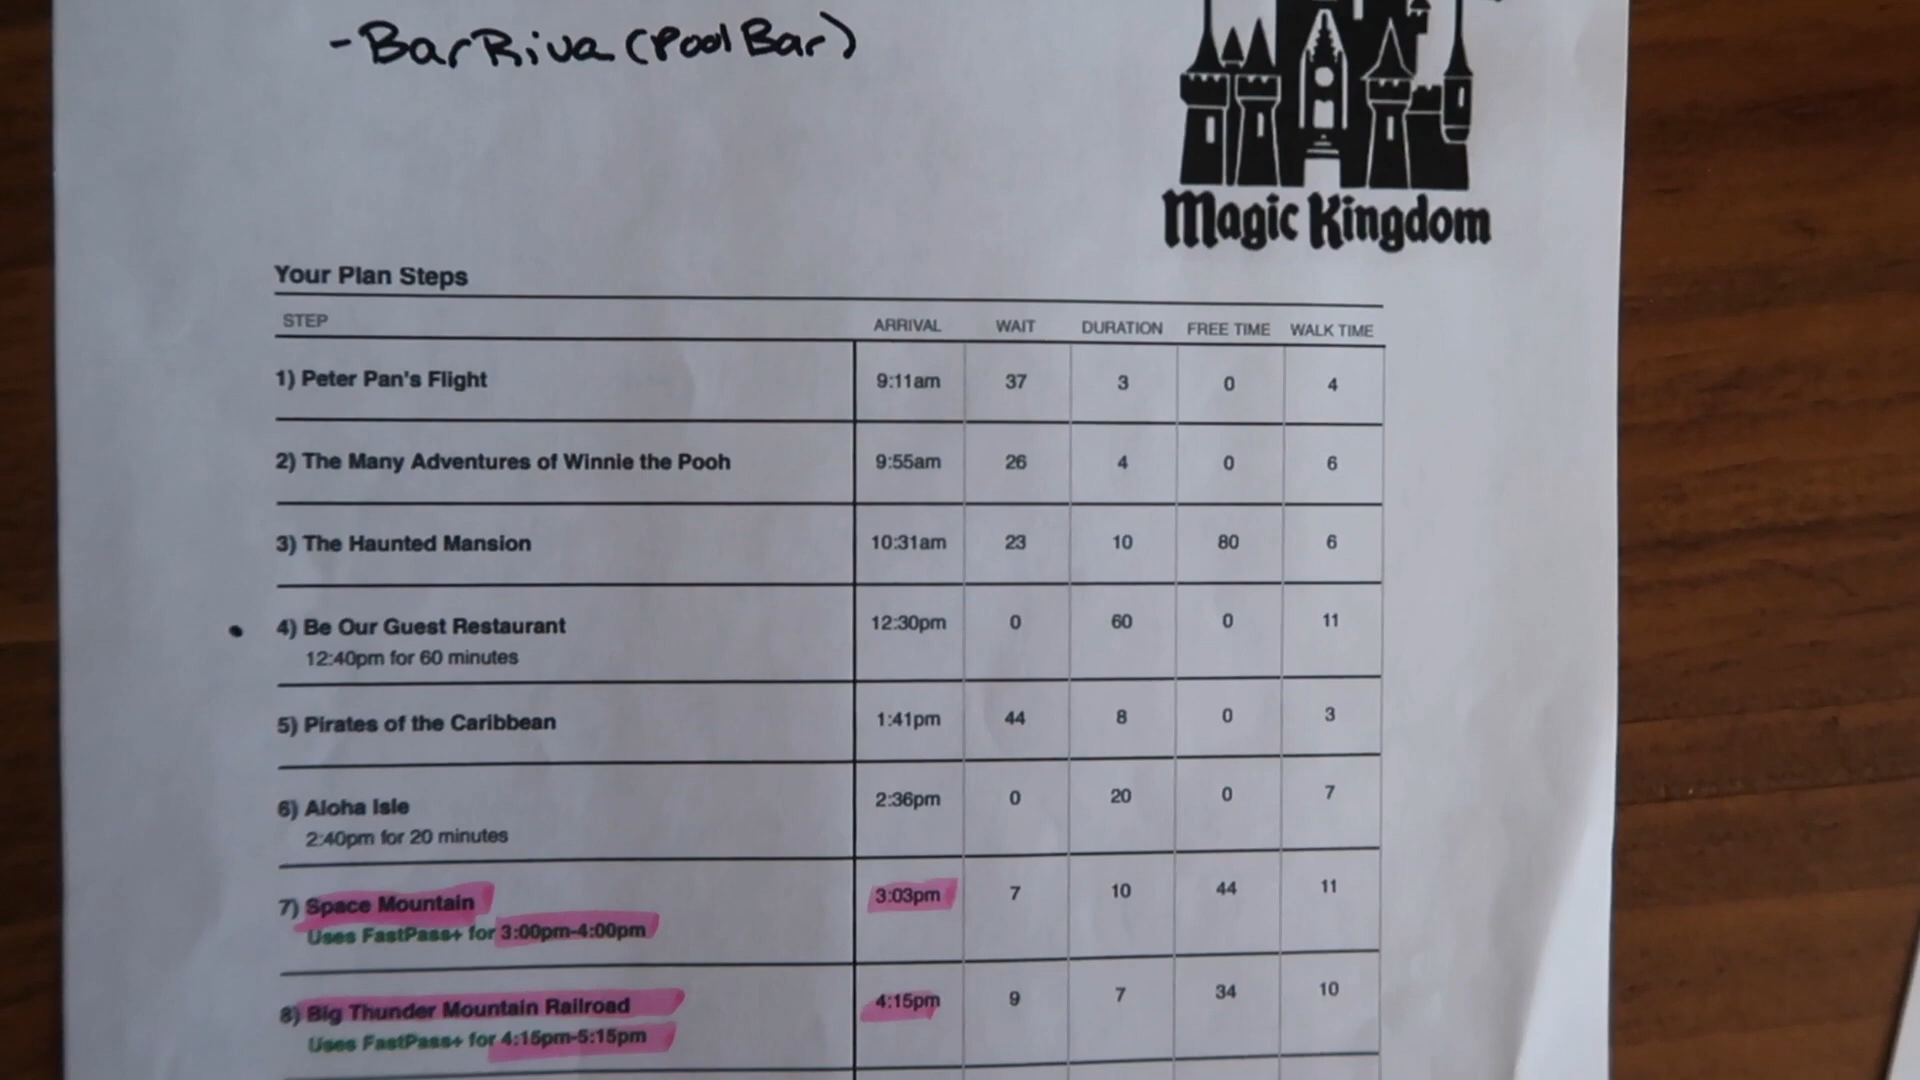 -Bar Riva (Pool Bar)
Magic Kingdom
Your Plan Steps
STEP ARRIVAL WAIT DURATION FREE TIME WALK TIME
1) Peter Pan's Flight 9:11am 37 3 0 4
2) The Many Adventures of Winnie the Pooh 9:55am 26 4 0 6
3) The Haunted Mansion 10:31am 23 10 80 6
4) Be Our Guest Restaurant 12:30pm 0 60 0 11
12:40pm for 60 minutes
5) Pirates of the Caribbean 1:41pm 44 8 0 3
6) Aloha Isle 2:36pm 0 20 0 7
2:40pm for 20 minutes
7) Space Mountain 3:03pm 7 10 44 11
Uses FastPass+ for 3:00pm-4:00pm
8) Big Thunder Mountain Railroad 4:15pm 9 7 34 10
Uses FastPass+ for 4:15pm-5:15pm